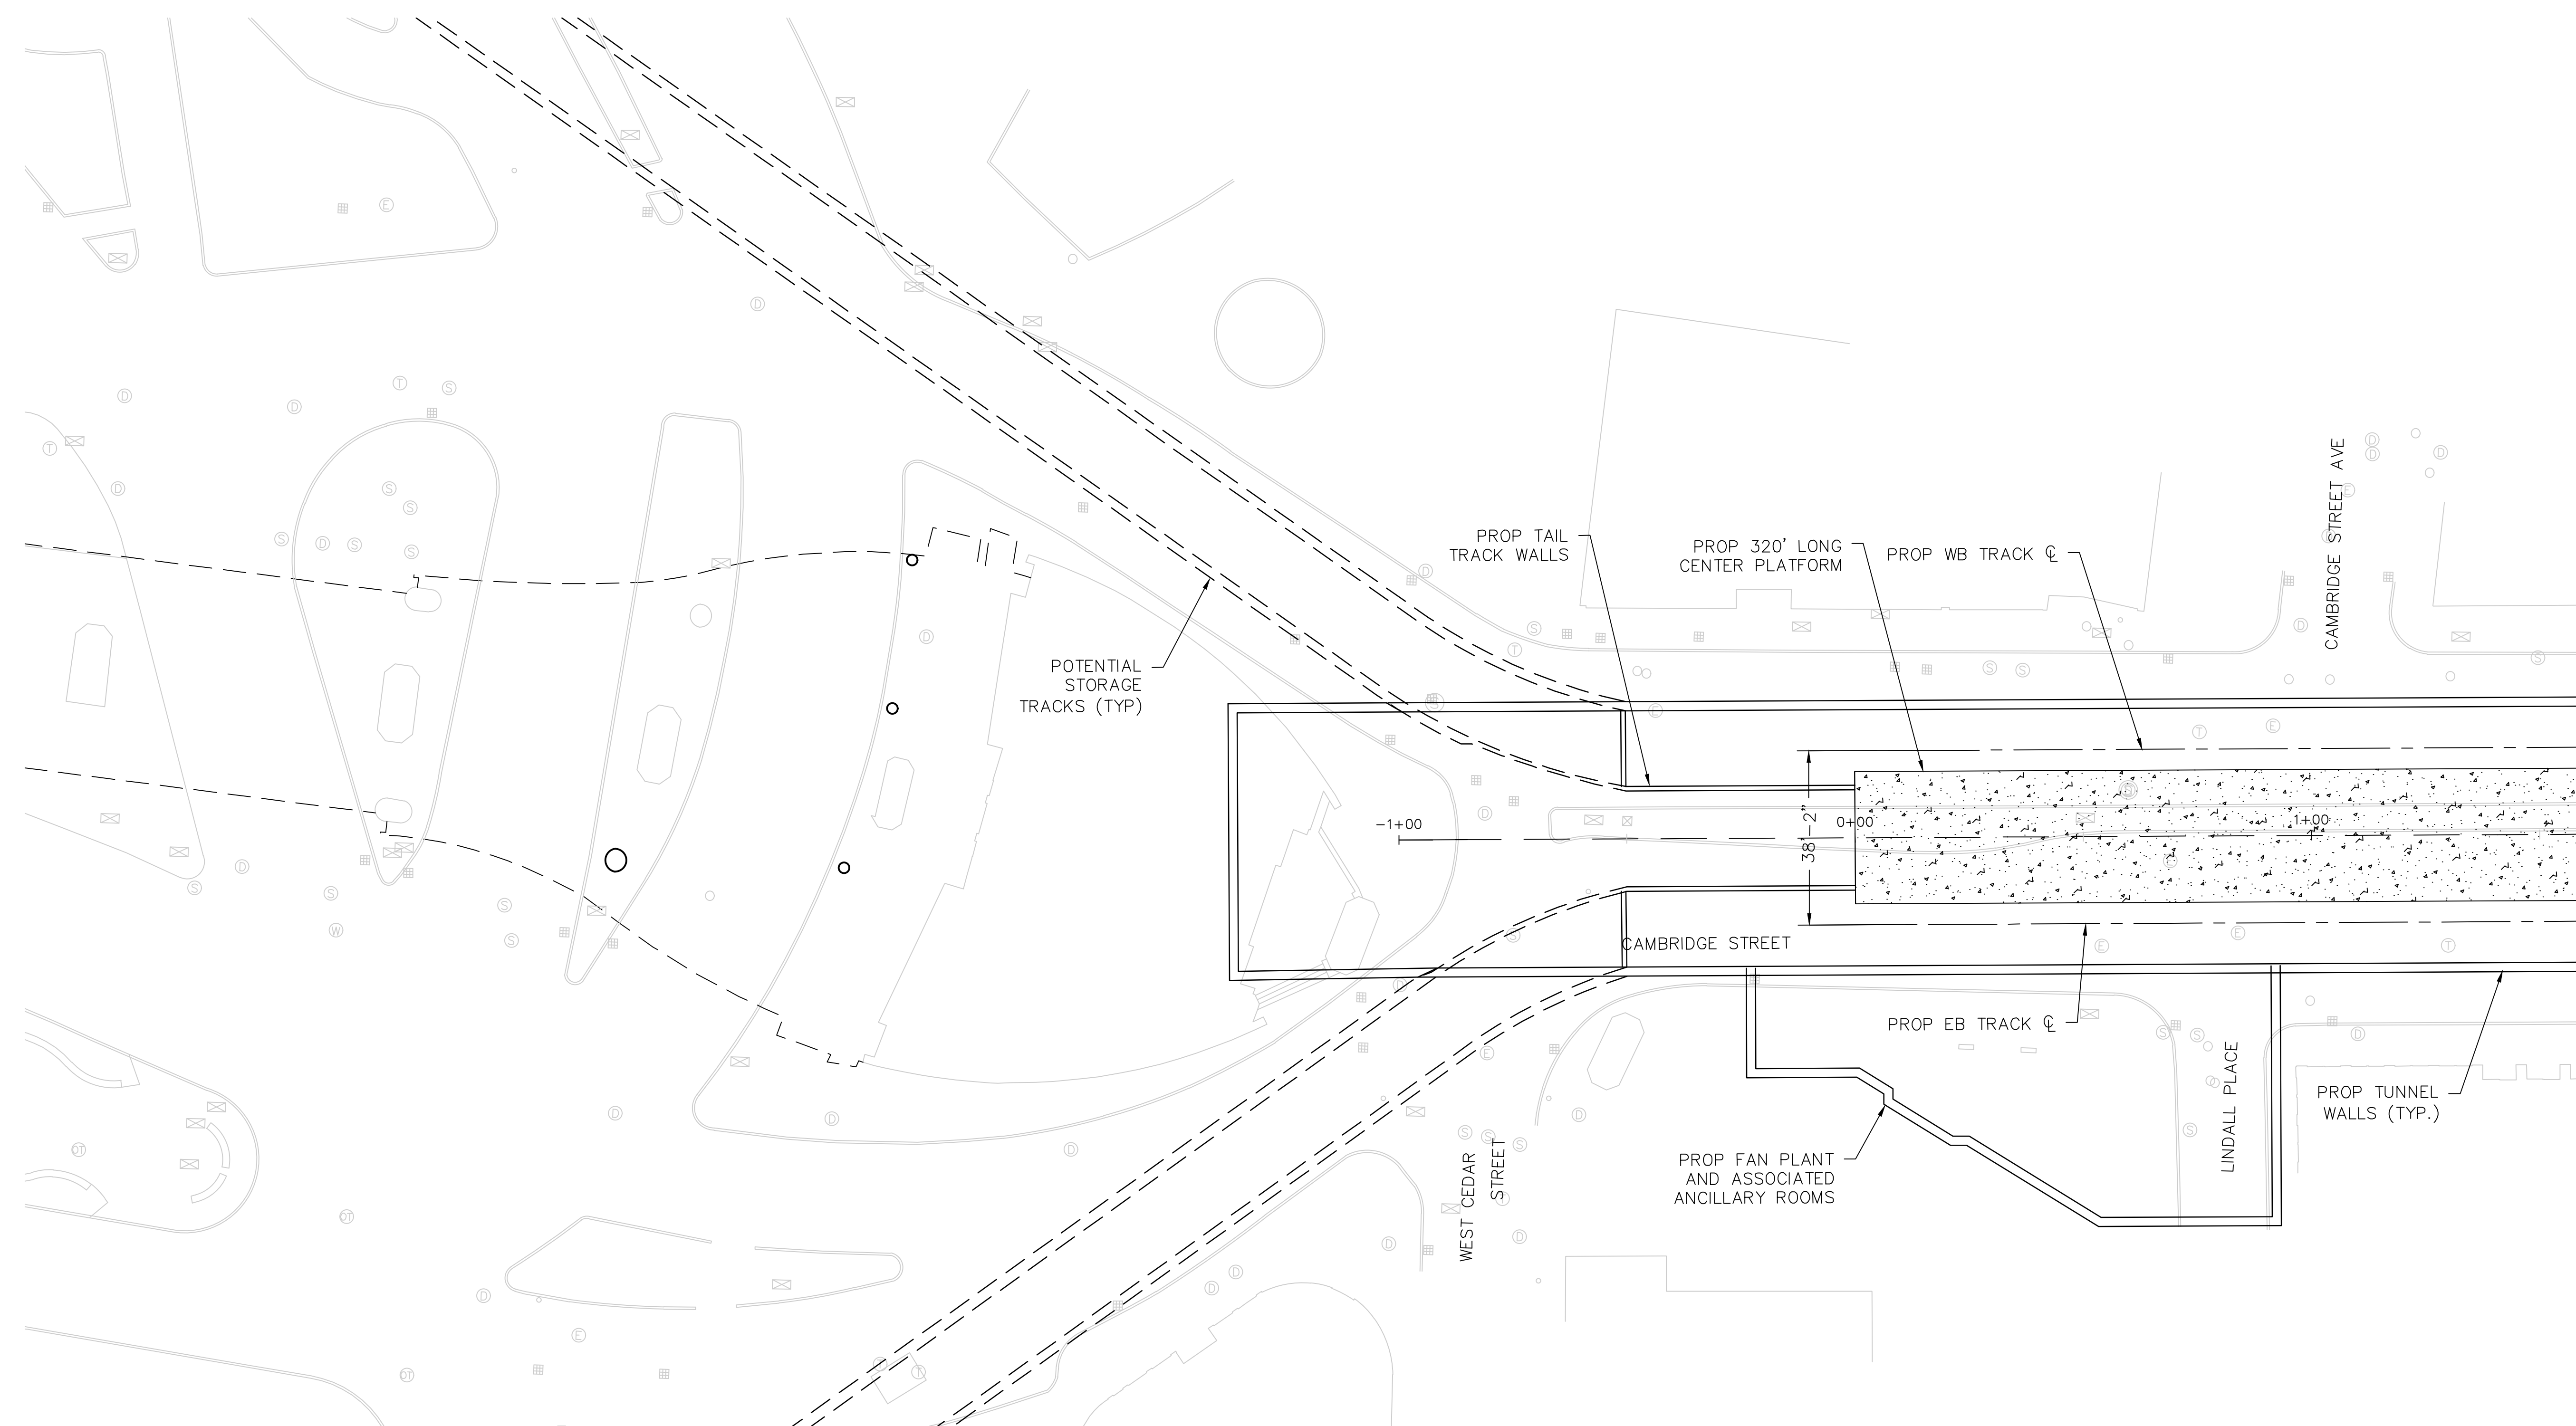 PROP TAIL
TRACK WALLS
PROP 320' LONG
CENTER PLATFORM
PROP WB TRACK ℄
CAMBRIDGE STREET AVE
POTENTIAL
STORAGE
TRACKS (TYP)
-1+00
0+00
1+00
38'-2"
CAMBRIDGE STREET
PROP EB TRACK ℄
LINDALL PLACE
PROP TUNNEL
WALLS (TYP.)
PROP FAN PLANT
AND ASSOCIATED
ANCILLARY ROOMS
WEST CEDAR
STREET